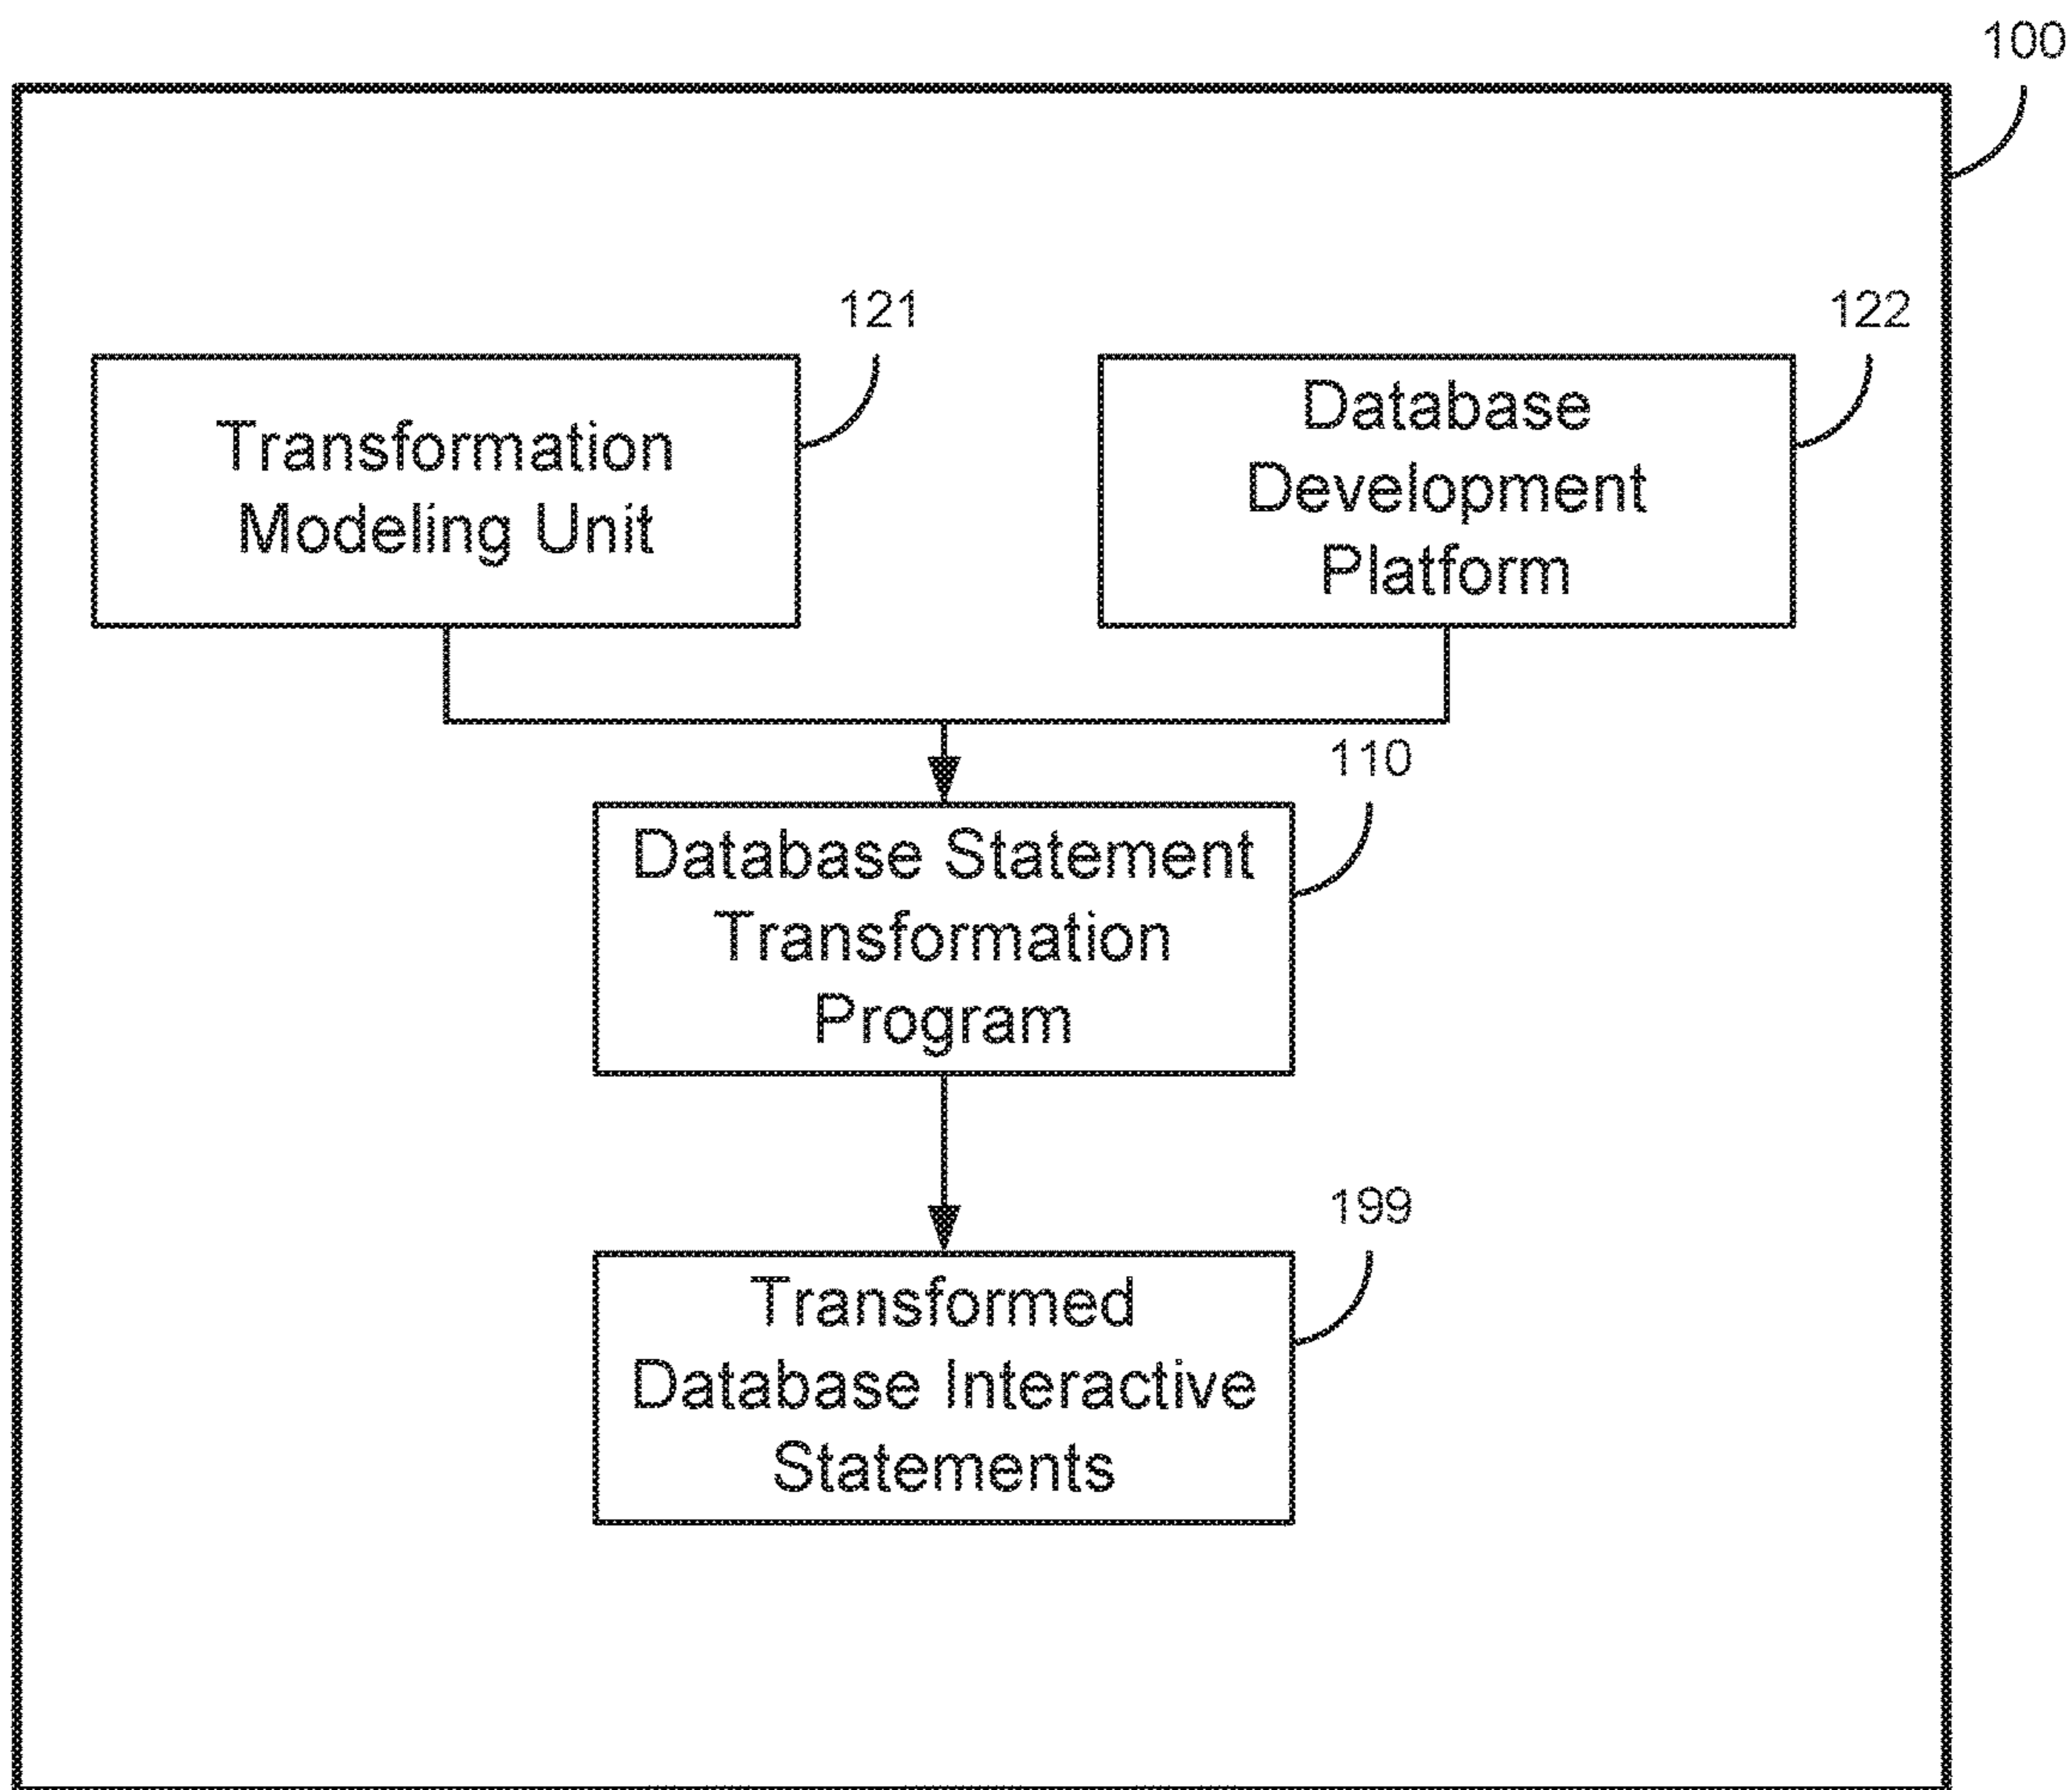 100
121
122
Transformation
Modeling Unit
Database
Development
Platform
110
Database Statement
Transformation
Program
199
Transformed
Database Interactive
Statements